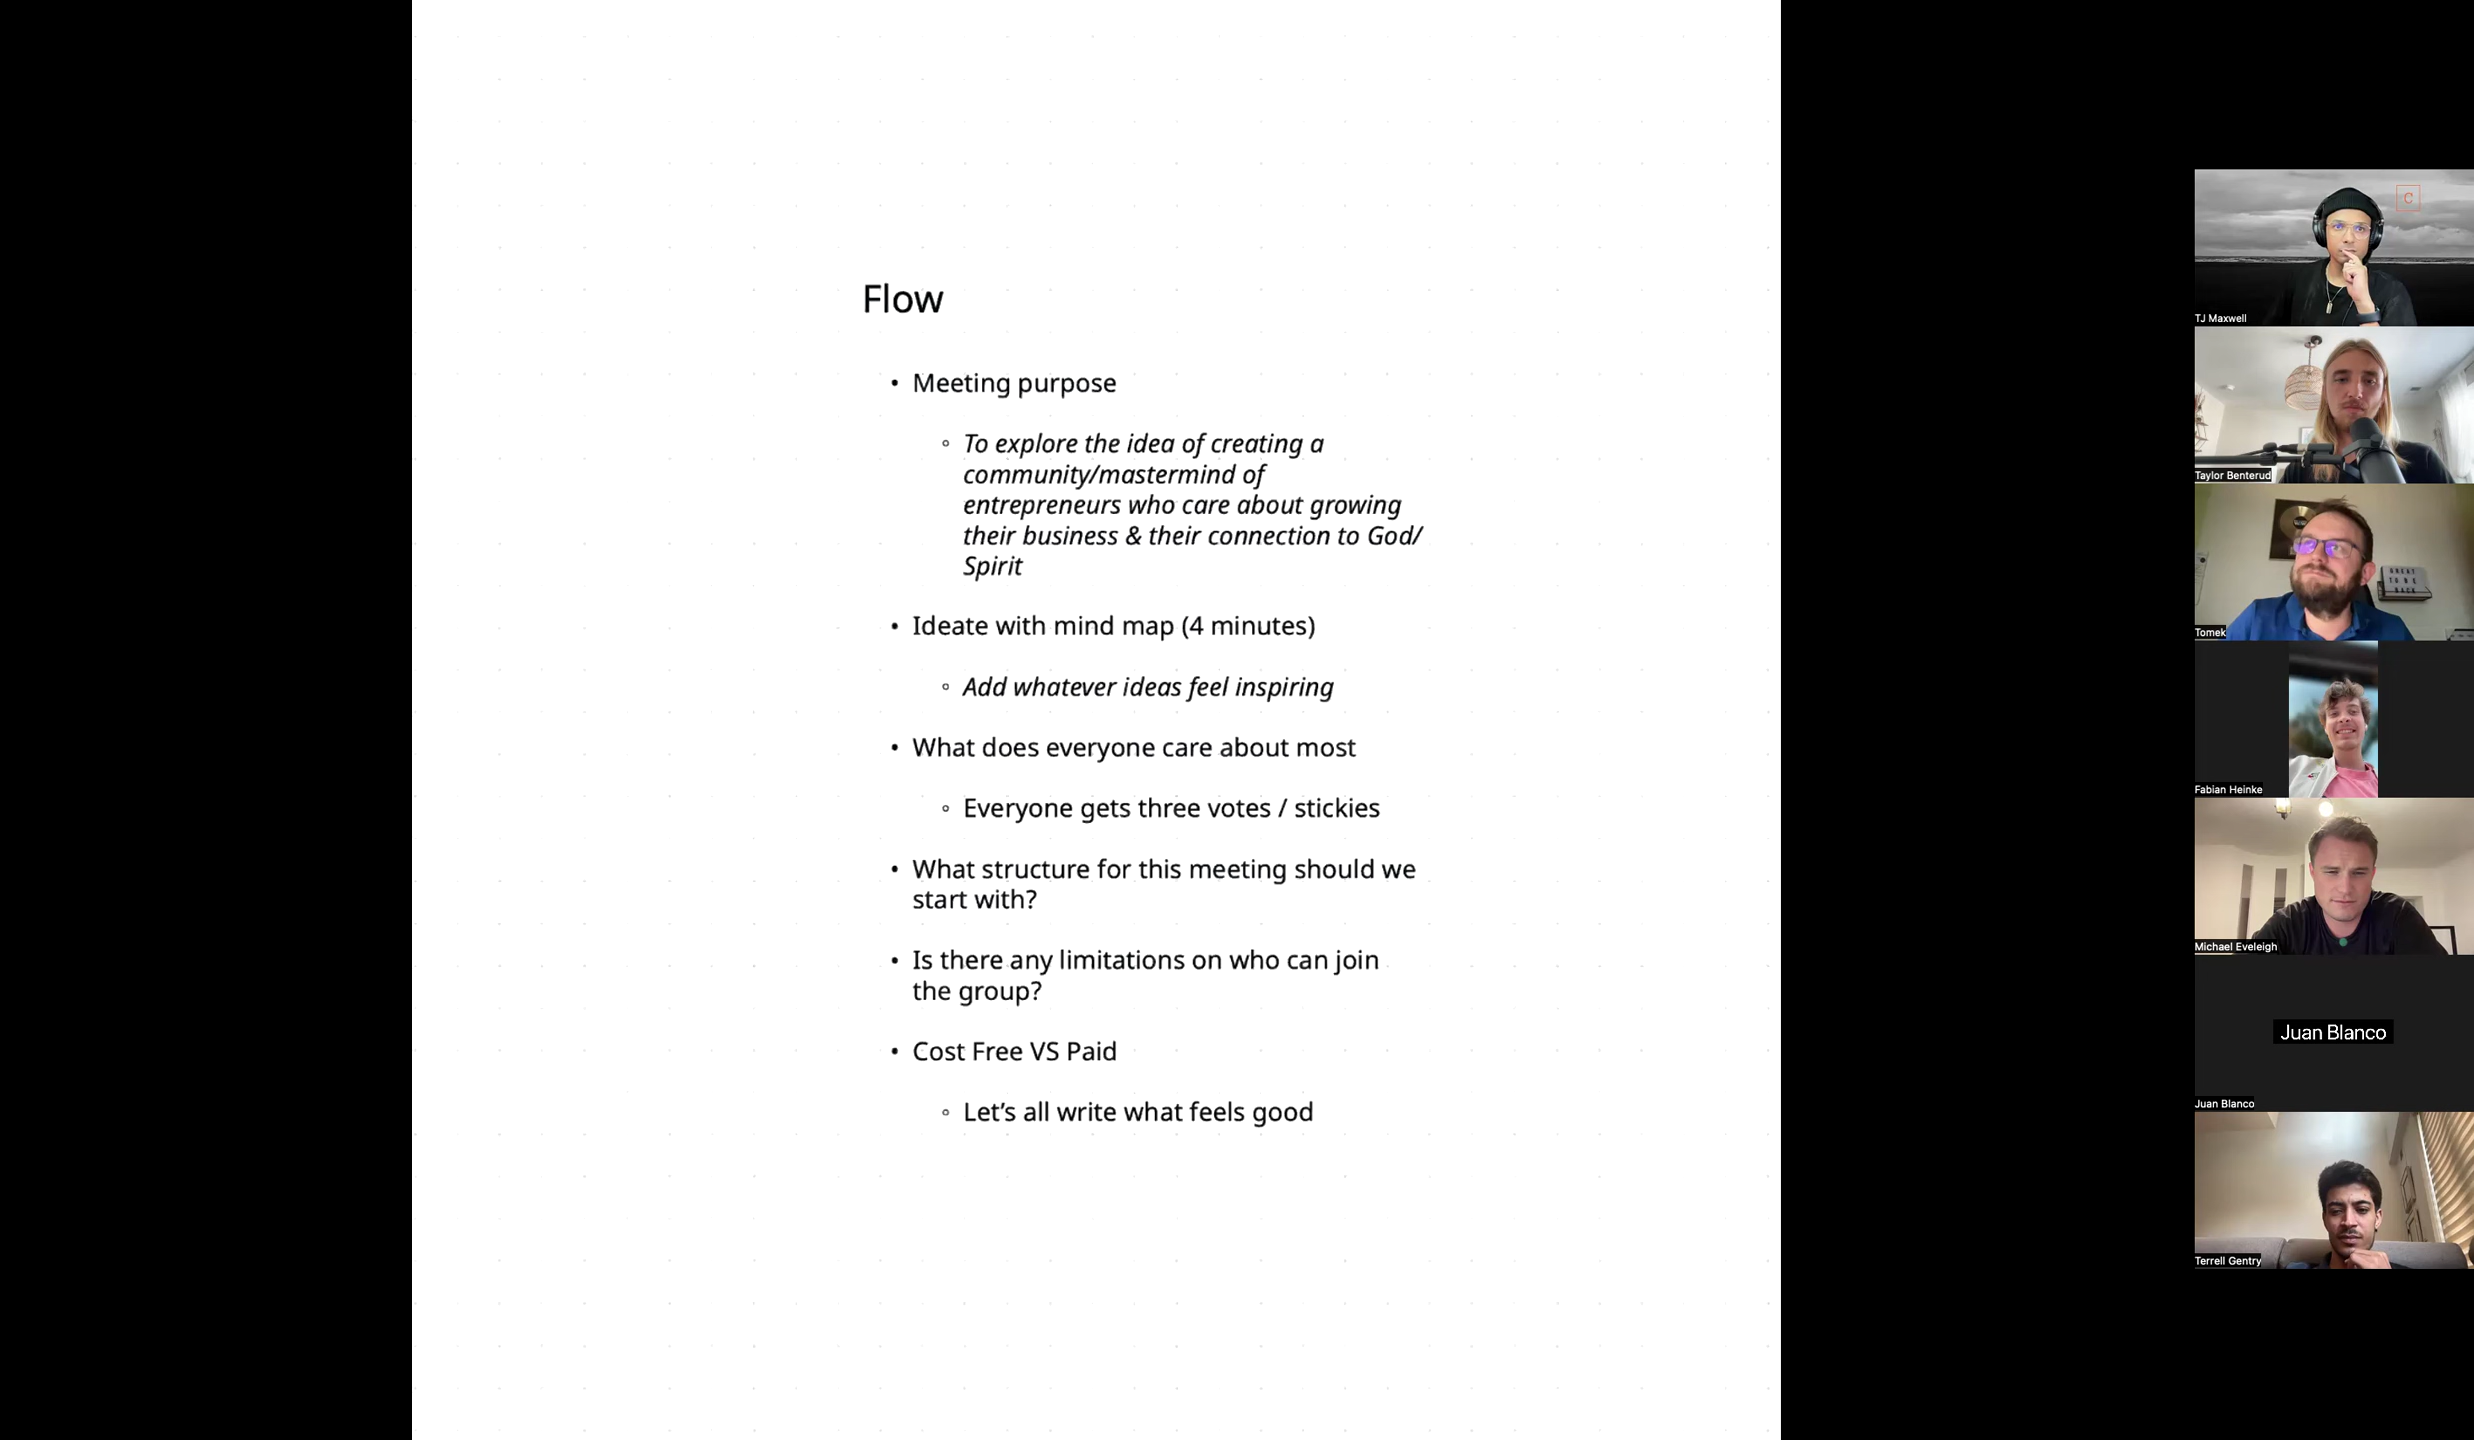 Flow
• Meeting purpose
◦ To explore the idea of creating a
community/mastermind of
entrepreneurs who care about growing
their business & their connection to God/
Spirit
• Ideate with mind map (4 minutes)
◦ Add whatever ideas feel inspiring
• What does everyone care about most
◦ Everyone gets three votes / stickies
• What structure for this meeting should we
start with?
• Is there any limitations on who can join
the group?
• Cost Free VS Paid
◦ Let’s all write what feels good
C
TJ Maxwell
Taylor Benterud
GREAT
TO BE
BACK
Tomek
Fabian Heinke
Michael Eveleigh
Juan Blanco
Juan Blanco
Terrell Gentry